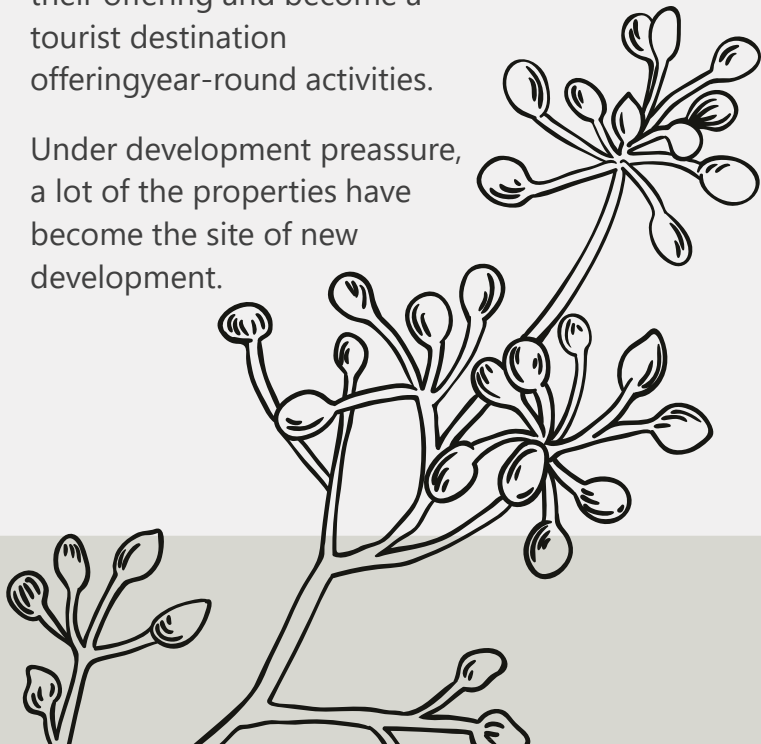 their offering and become a
tourist destination
offeringyear-round activities.
Under development preassure,
a lot of the properties have
become the site of new
development.